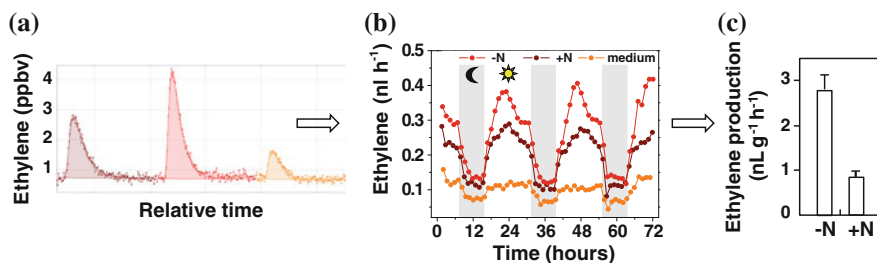 (a)
Ethylene (ppbv)
4
3
2
1
Relative time
(b)
-N
+N
medium
Ethylene (nl h⁻¹)
0.5
0.4
0.3
0.2
0.1
0 12 24 36 48 60 72
Time (hours)
(c)
Ethylene production
(nL g⁻¹ h⁻¹)
3
2
1
0
-N +N